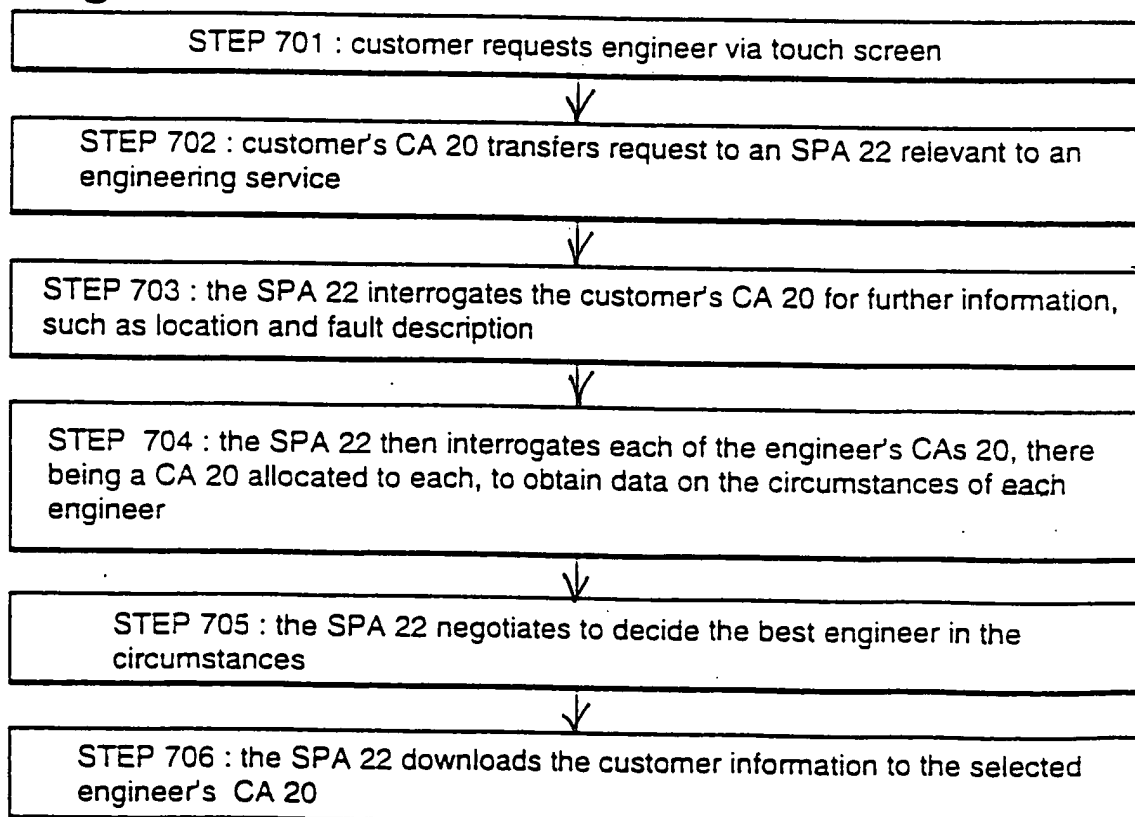 STEP 701 : customer requests engineer via touch screen
STEP 702 : customer's CA 20 transfers request to an SPA 22 relevant to an
engineering service
STEP 703 : the SPA 22 interrogates the customer's CA 20 for further information,
such as location and fault description
STEP 704 : the SPA 22 then interrogates each of the engineer's CAs 20, there
being a CA 20 allocated to each, to obtain data on the circumstances of each
engineer
STEP 705 : the SPA 22 negotiates to decide the best engineer in the
circumstances
STEP 706 : the SPA 22 downloads the customer information to the selected
engineer's CA 20